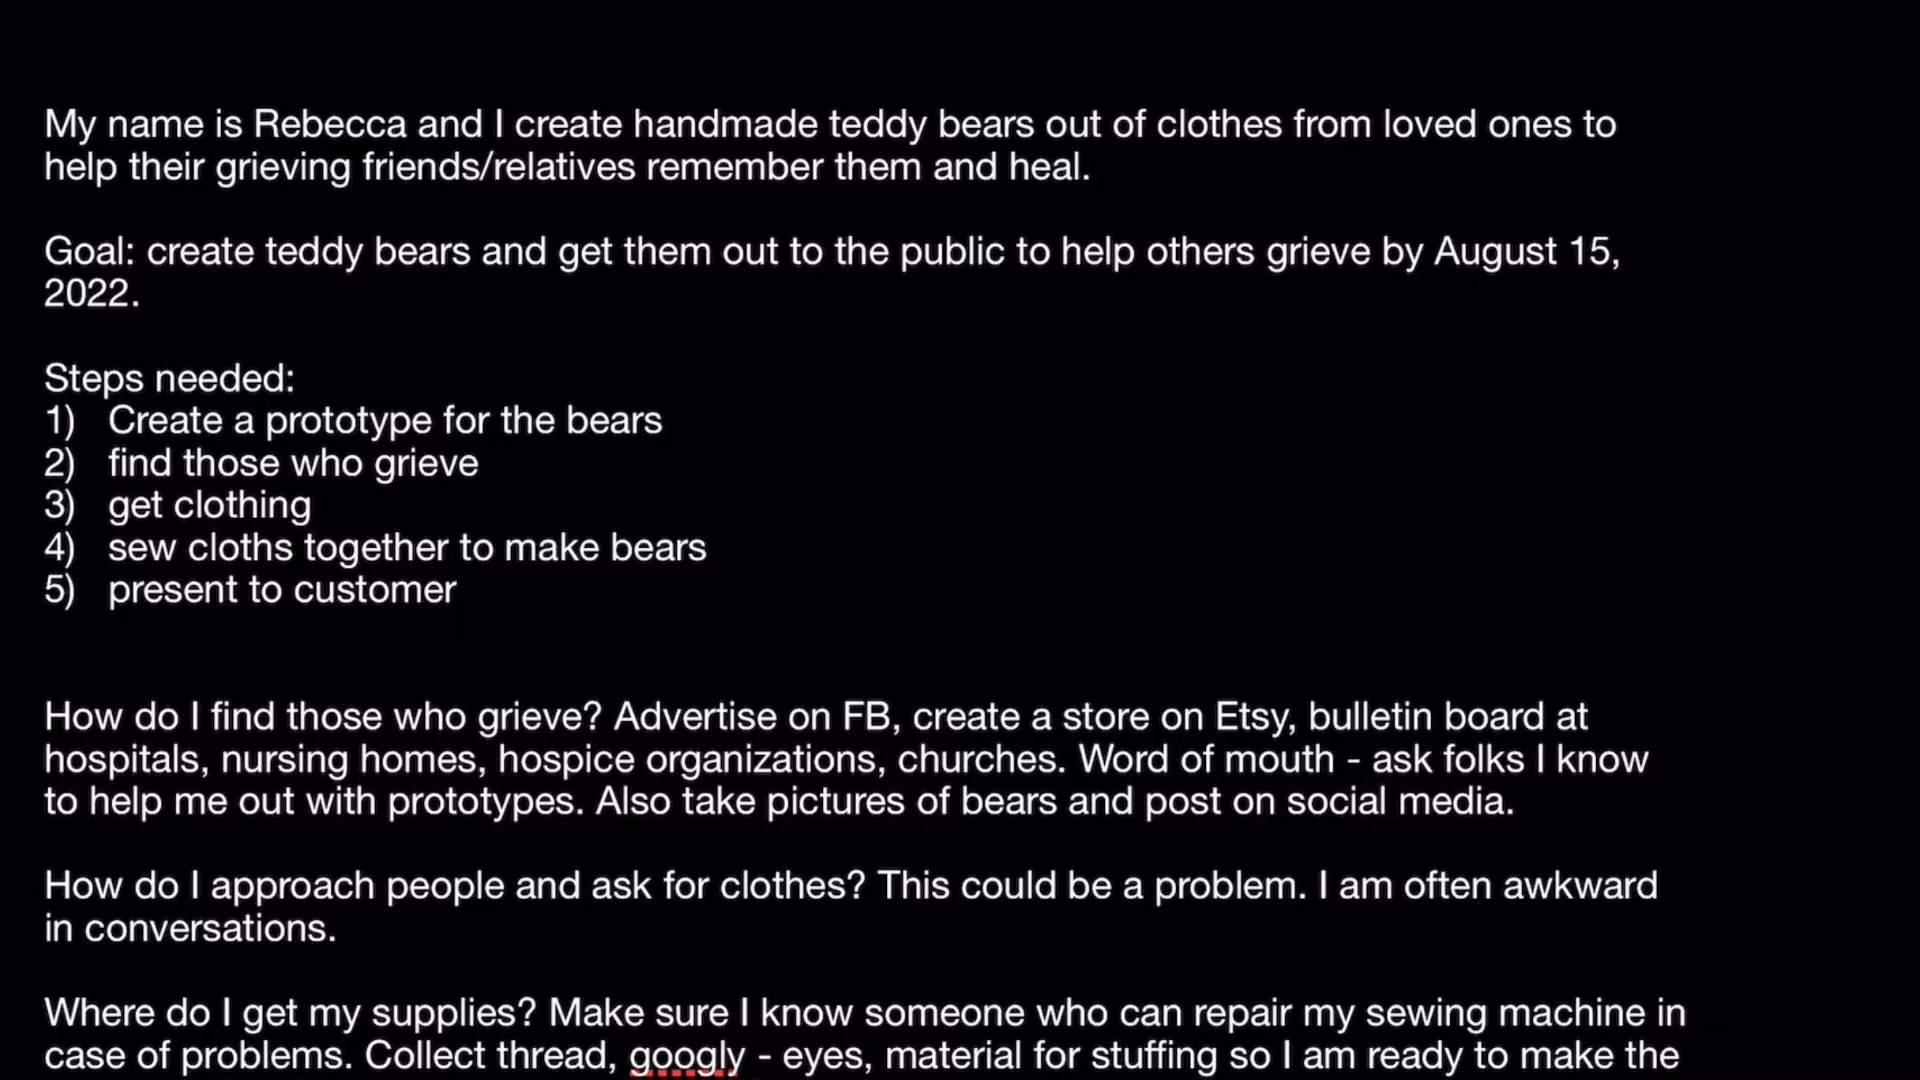 My name is Rebecca and I create handmade teddy bears out of clothes from loved ones to
help their grieving friends/relatives remember them and heal.
Goal: create teddy bears and get them out to the public to help others grieve by August 15,
2022.
Steps needed:
1) Create a prototype for the bears
2) find those who grieve
3) get clothing
4) sew cloths together to make bears
5) present to customer
How do I find those who grieve? Advertise on FB, create a store on Etsy, bulletin board at
hospitals, nursing homes, hospice organizations, churches. Word of mouth - ask folks I know
to help me out with prototypes. Also take pictures of bears and post on social media.
How do I approach people and ask for clothes? This could be a problem. I am often awkward
in conversations.
Where do I get my supplies? Make sure I know someone who can repair my sewing machine in
case of problems. Collect thread, googly - eyes, material for stuffing so I am ready to make the